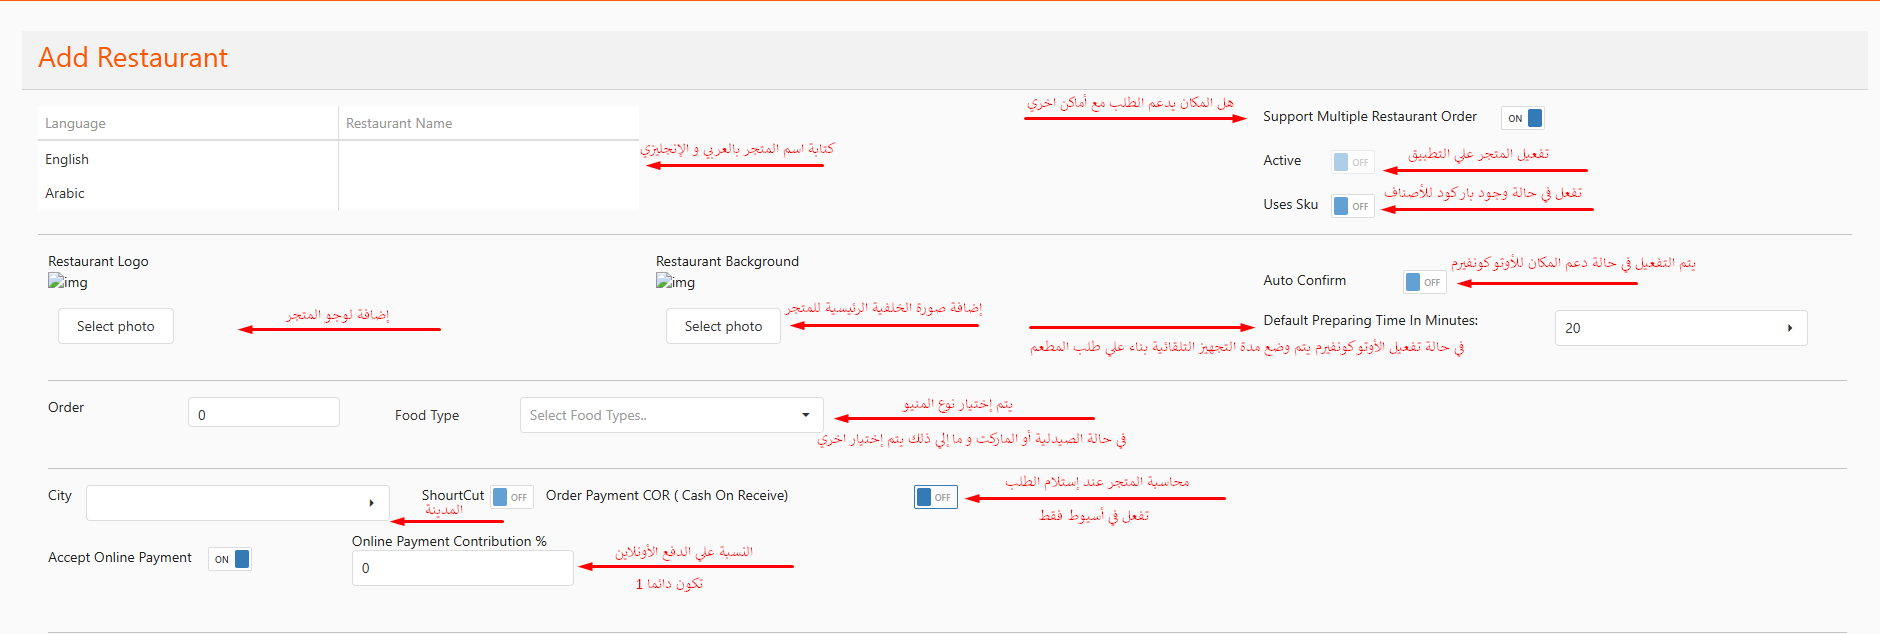 Add Restaurant
Language
Restaurant Name
English
Arabic
كتابة اسم المتجر بالعربي و الإنجليزي
هل المكان يدعم الطلب مع أماكن اخري
Support Multiple Restaurant Order
ON
Active
OFF
تفعيل المتجر علي التطبيق
Uses Sku
OFF
تفعل في حالة وجود باركود للأصناف
Restaurant Logo
img
Select photo
إضافة لوجو المتجر
Restaurant Background
img
Select photo
إضافة صورة الخلفية الرئيسية للمتجر
Auto Confirm
OFF
يتم التفعيل في حالة دعم المكان للأوتوكونفيرم
Default Preparing Time In Minutes:
20
في حالة تفعيل الأوتوكونفيرم يتم وضع مدة التجهيز التلقائية بناء علي طلب المطعم
Order
0
Food Type
Select Food Types..
يتم إختيار نوع المنيو
في حالة الصيدلية أو الماركت و ما إلي ذلك يتم إختيار اخري
City
المدينة
ShourtCut
OFF
Order Payment COR ( Cash On Receive)
OFF
محاسبة المتجر عند إستلام الطلب
تفعل في أسيوط فقط
Accept Online Payment
ON
Online Payment Contribution %
0
النسبة علي الدفع الأونلاين
تكون دائما 1